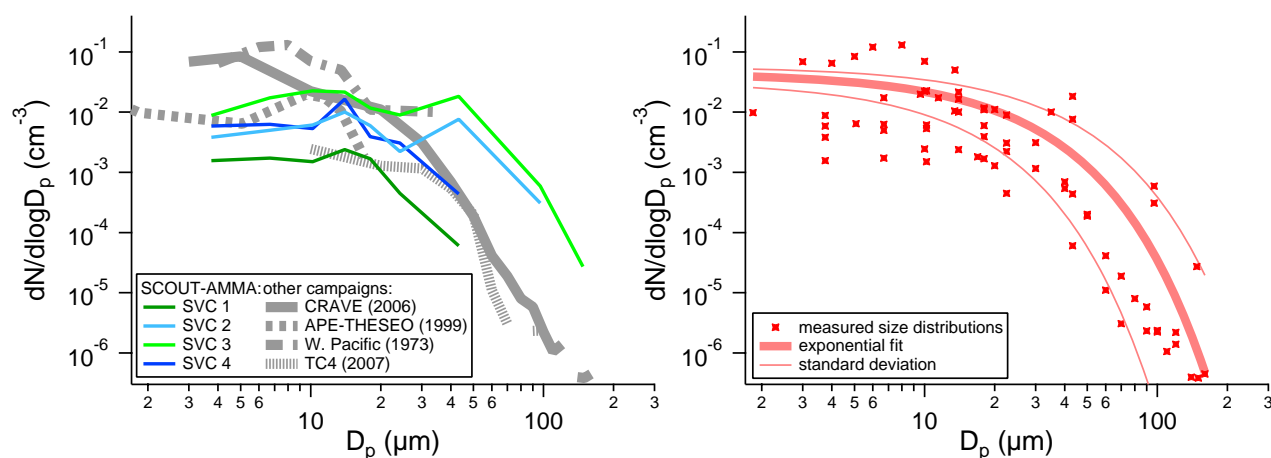 dN/dlogDp (cm-3)
10-1
10-2
10-3
10-4
10-5
10-6
SCOUT-AMMA: other campaigns:
SVC 1 CRAVE (2006)
SVC 2 APE-THESEO (1999)
SVC 3 W. Pacific (1973)
SVC 4 TC4 (2007)
2 3 4 5 6 10 2 3 4 5 6 100 2 3
Dp (µm)
dN/dlogDp (cm-3)
10-1
10-2
10-3
10-4
10-5
10-6
measured size distributions
exponential fit
standard deviation
2 3 4 5 6 10 2 3 4 5 6 100 2 3
Dp (µm)